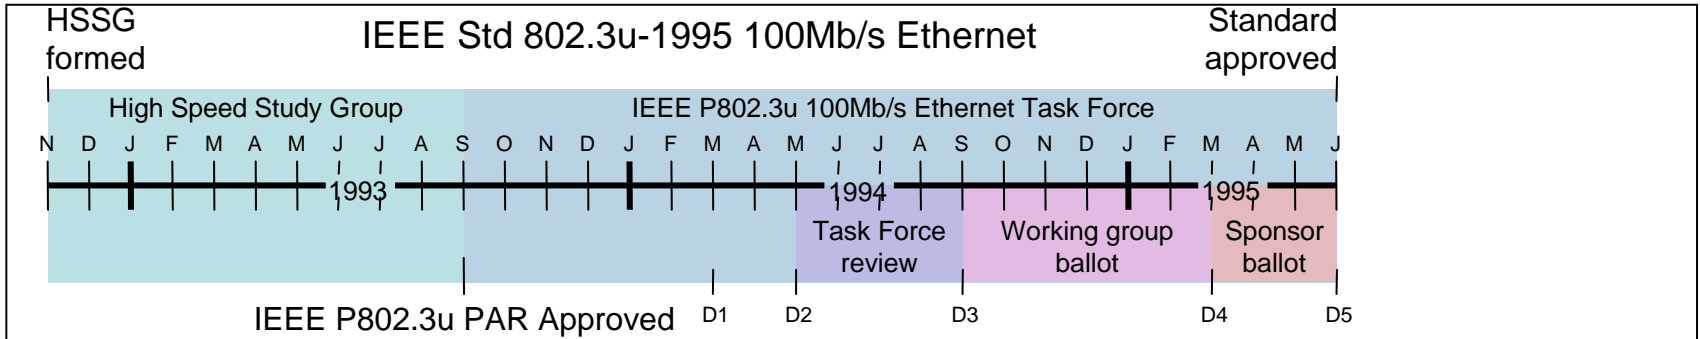 HSSG
formed
IEEE Std 802.3u-1995 100Mb/s Ethernet
Standard
approved
High Speed Study Group
IEEE P802.3u 100Mb/s Ethernet Task Force
N D J F M A M J J A S O N D J F M A M J J A S O N D J F M A M J
1993
1994
1995
Task Force
review
Working group
ballot
Sponsor
ballot
IEEE P802.3u PAR Approved
D1 D2 D3 D4 D5